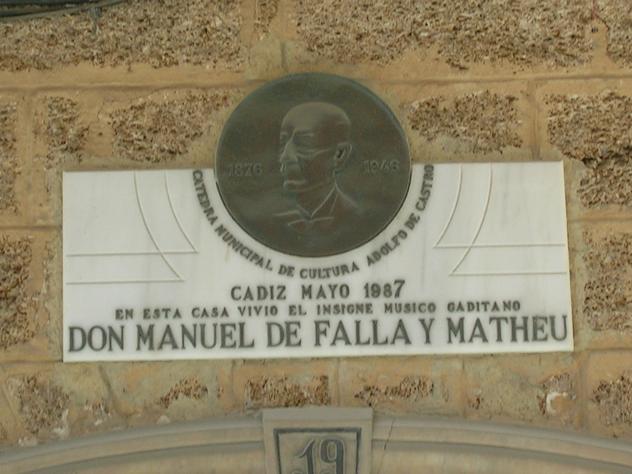 1876 1946
CATEDRA MUNICIPAL DE CULTURA ADOLFO DE CASTRO
CADIZ MAYO 1987
EN ESTA CASA VIVIO EL INSIGNE MUSICO GADITANO
DON MANUEL DE FALLA Y MATHEU
19